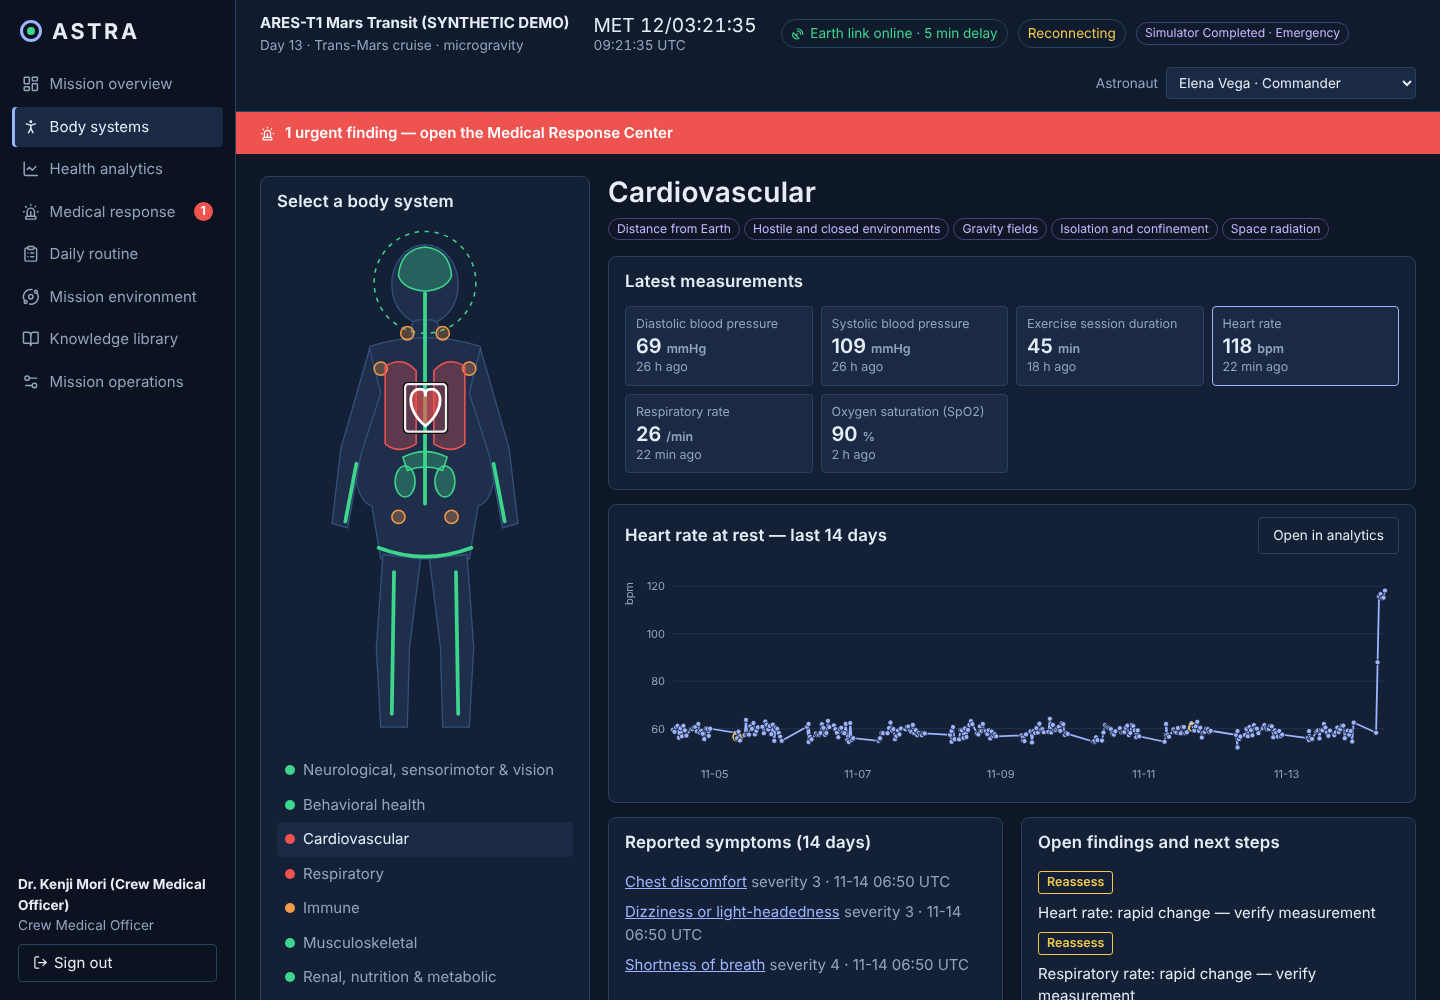 ASTRA
Mission overview
Body systems
Health analytics
Medical response 1
Daily routine
Mission environment
Knowledge library
Mission operations
Dr. Kenji Mori (Crew Medical
Officer)
Crew Medical Officer
Sign out
ARES-T1 Mars Transit (SYNTHETIC DEMO)
Day 13 · Trans-Mars cruise · microgravity
MET 12/03:21:35
09:21:35 UTC
Earth link online · 5 min delay
Reconnecting
Simulator Completed · Emergency
Astronaut
Elena Vega · Commander
1 urgent finding — open the Medical Response Center
Select a body system
Neurological, sensorimotor & vision
Behavioral health
Cardiovascular
Respiratory
Immune
Musculoskeletal
Renal, nutrition & metabolic
Cardiovascular
Distance from Earth
Hostile and closed environments
Gravity fields
Isolation and confinement
Space radiation
Latest measurements
Diastolic blood pressure
69 mmHg
26 h ago
Systolic blood pressure
109 mmHg
26 h ago
Exercise session duration
45 min
18 h ago
Heart rate
118 bpm
22 min ago
Respiratory rate
26 /min
22 min ago
Oxygen saturation (SpO2)
90 %
2 h ago
Heart rate at rest — last 14 days
Open in analytics
bpm
120
100
80
60
11-05
11-07
11-09
11-11
11-13
Reported symptoms (14 days)
Chest discomfort severity 3 · 11-14 06:50 UTC
Dizziness or light-headedness severity 3 · 11-14
06:50 UTC
Shortness of breath severity 4 · 11-14 06:50 UTC
Open findings and next steps
Reassess
Heart rate: rapid change — verify measurement
Reassess
Respiratory rate: rapid change — verify
measurement